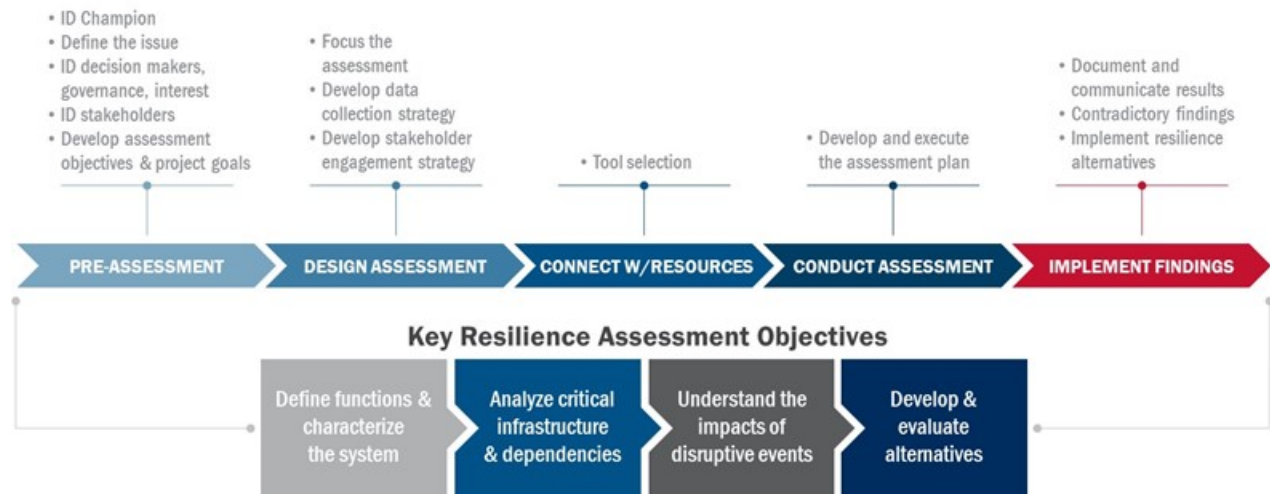 • ID Champion
• Define the issue
• ID decision makers,
governance, interest
• ID stakeholders
• Develop assessment
objectives & project goals
• Focus the
assessment
• Develop data
collection strategy
• Develop stakeholder
engagement strategy
• Tool selection
• Develop and execute
the assessment plan
• Document and
communicate results
• Contradictory findings
• Implement resilience
alternatives
PRE-ASSESSMENT
DESIGN ASSESSMENT
CONNECT W/RESOURCES
CONDUCT ASSESSMENT
IMPLEMENT FINDINGS
Key Resilience Assessment Objectives
Define functions &
characterize
the system
Analyze critical
infrastructure
& dependencies
Understand the
impacts of
disruptive events
Develop &
evaluate
alternatives